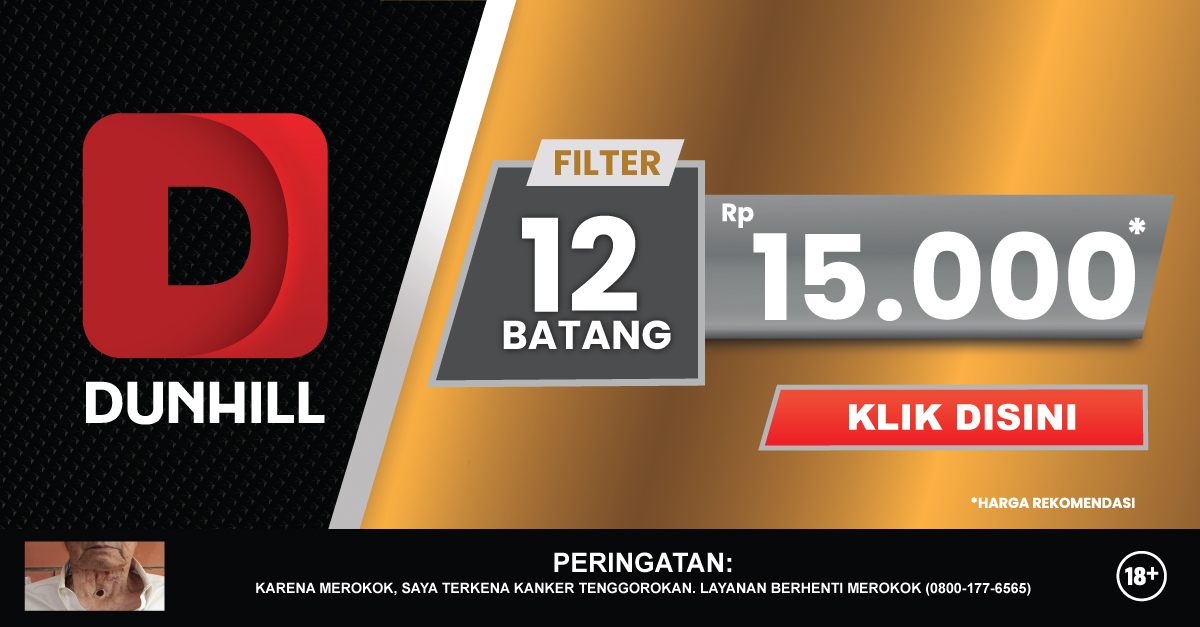 DUNHILL
FILTER
12
BATANG
Rp
15.000*
KLIK DISINI
*HARGA REKOMENDASI
PERINGATAN:
KARENA MEROKOK, SAYA TERKENA KANKER TENGGOROKAN. LAYANAN BERHENTI MEROKOK (0800-177-6565)
18+